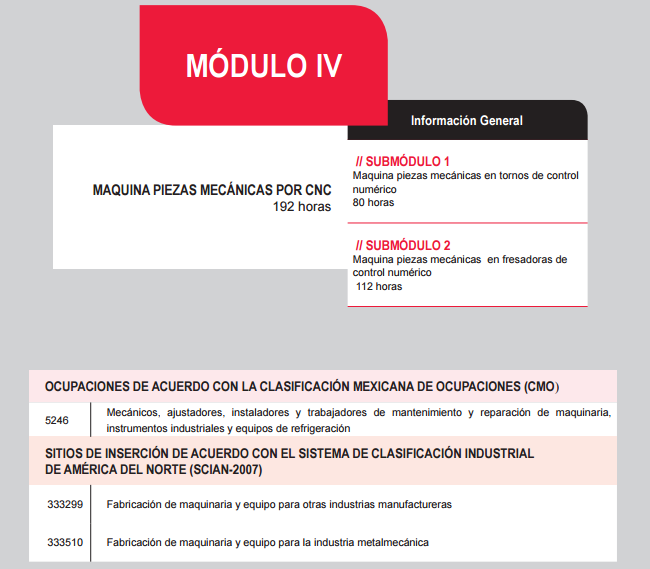 MÓDULO IV
Información General
MAQUINA PIEZAS MECÁNICAS POR CNC
192 horas
// SUBMÓDULO 1
Maquina piezas mecánicas en tornos de control
numérico
80 horas
// SUBMÓDULO 2
Maquina piezas mecánicas en fresadoras de
control numérico
112 horas
OCUPACIONES DE ACUERDO CON LA CLASIFICACIÓN MEXICANA DE OCUPACIONES (CMO)
5246
Mecánicos, ajustadores, instaladores y trabajadores de mantenimiento y reparación de maquinaria,
instrumentos industriales y equipos de refrigeración
SITIOS DE INSERCIÓN DE ACUERDO CON EL SISTEMA DE CLASIFICACIÓN INDUSTRIAL
DE AMÉRICA DEL NORTE (SCIAN-2007)
333299 Fabricación de maquinaria y equipo para otras industrias manufactureras
333510 Fabricación de maquinaria y equipo para la industria metalmecánica